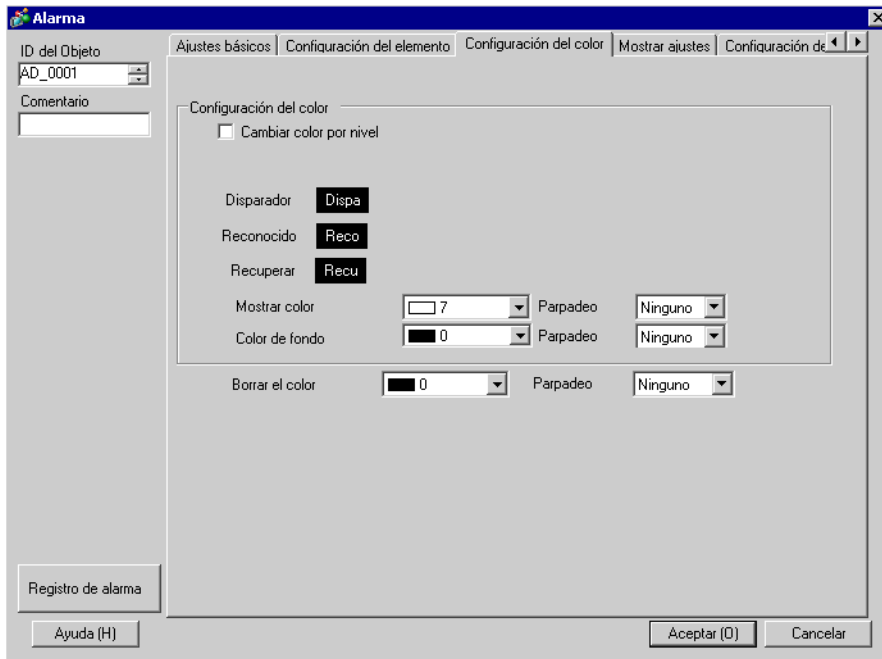 Alarma
ID del Objeto
AD_0001
Comentario
Ajustes básicos
Configuración del elemento
Configuración del color
Mostrar ajustes
Configuración de
Configuración del color
Cambiar color por nivel
Disparador Dispa
Reconocido Reco
Recuperar Recu
Mostrar color 7 Parpadeo Ninguno
Color de fondo 0 Parpadeo Ninguno
Borrar el color 0 Parpadeo Ninguno
Registro de alarma
Ayuda (H)
Aceptar (O)
Cancelar